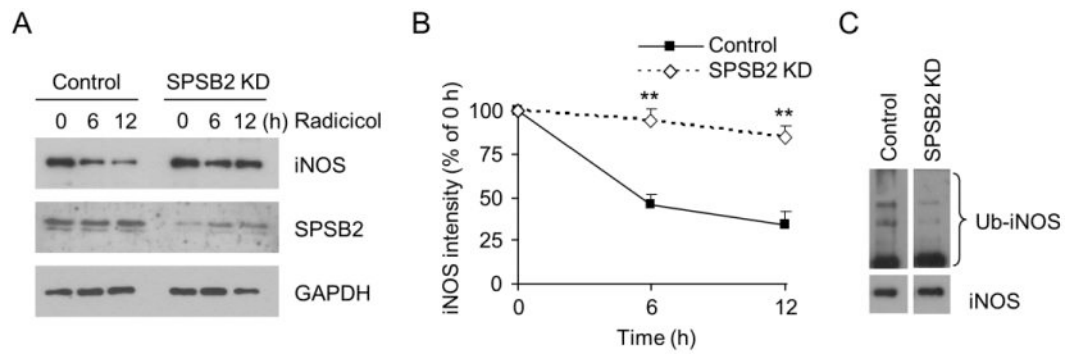 A
Control SPSB2 KD
0 6 12 0 6 12 (h) Radicicol
iNOS
SPSB2
GAPDH
B
Control
SPSB2 KD
iNOS intensity (% of 0 h)
100
75
50
25
0
** **
0 6 12
Time (h)
C
Control SPSB2 KD
Ub-iNOS
iNOS